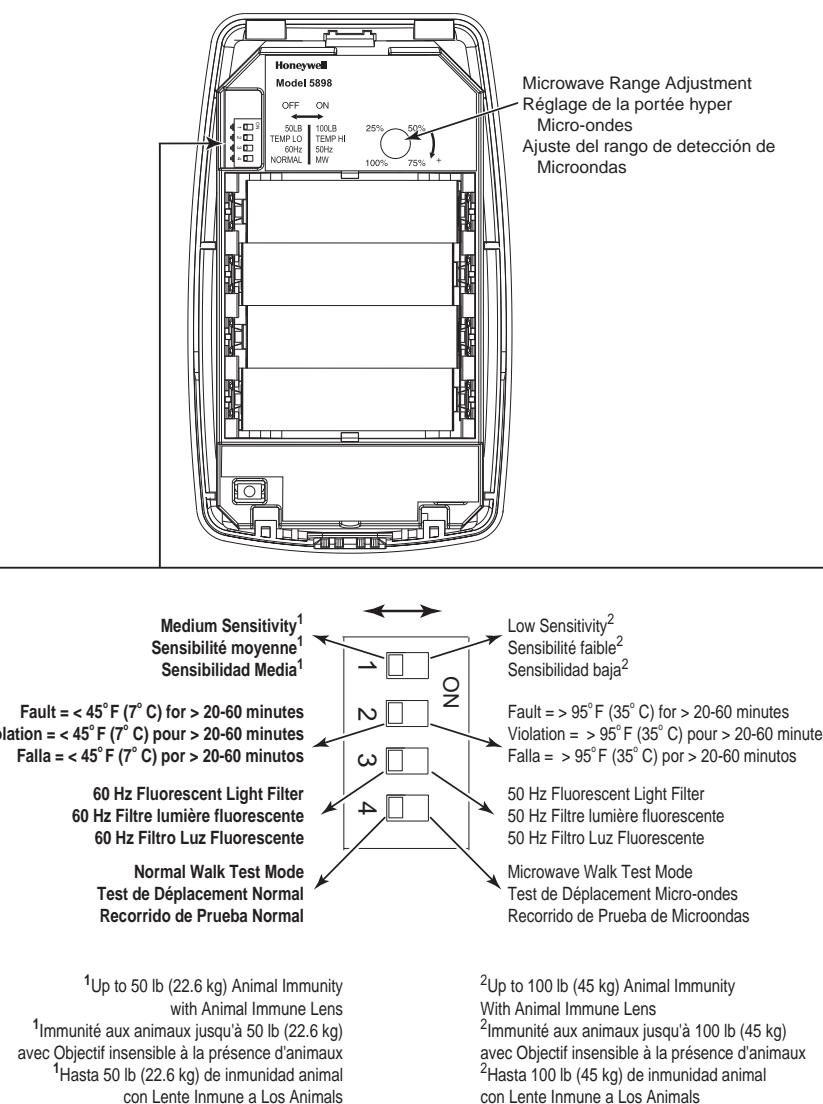 Honeywell
Model 5898
OFF ON
50LB 100LB
TEMP LO TEMP HI
60Hz 50Hz
NORMAL MW
25% 50%
100% 75% +
1
2
3
4
ON
Microwave Range Adjustment
Réglage de la portée hyper
Micro-ondes
Ajuste del rango de detección de
Microondas
Medium Sensitivity1
Sensibilité moyenne1
Sensibilidad Media1
Low Sensitivity2
Sensibilité faible2
Sensibilidad baja2
1
2
3
4
ON
Fault = < 45°F (7° C) for > 20-60 minutes
olation = < 45°F (7° C) pour > 20-60 minutes
Falla = < 45°F (7° C) por > 20-60 minutos
Fault = > 95°F (35° C) for > 20-60 minutes
Violation = > 95°F (35° C) pour > 20-60 minute
Falla = > 95°F (35° C) por > 20-60 minutos
60 Hz Fluorescent Light Filter
60 Hz Filtre lumière fluorescente
60 Hz Filtro Luz Fluorescente
50 Hz Fluorescent Light Filter
50 Hz Filtre lumière fluorescente
50 Hz Filtro Luz Fluorescente
Normal Walk Test Mode
Test de Déplacement Normal
Recorrido de Prueba Normal
Microwave Walk Test Mode
Test de Déplacement Micro-ondes
Recorrido de Prueba de Microondas
1Up to 50 lb (22.6 kg) Animal Immunity
with Animal Immune Lens
1Immunité aux animaux jusqu'à 50 lb (22.6 kg)
avec Objectif insensible à la présence d'animaux
1Hasta 50 lb (22.6 kg) de inmunidad animal
con Lente Inmune a Los Animals
2Up to 100 lb (45 kg) Animal Immunity
With Animal Immune Lens
2Immunité aux animaux jusqu'à 100 lb (45 kg)
avec Objectif insensible à la présence d'animaux
2Hasta 100 lb (45 kg) de inmunidad animal
con Lente Inmune a Los Animals